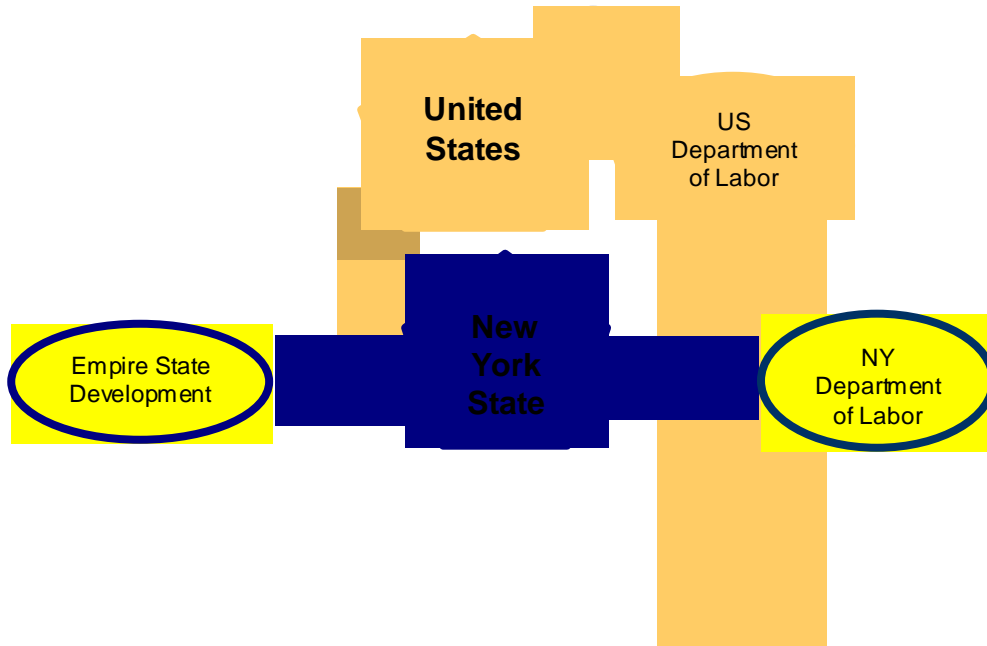 United
States
US
Department
of Labor
New
York
State
Empire State
Development
NY
Department
of Labor